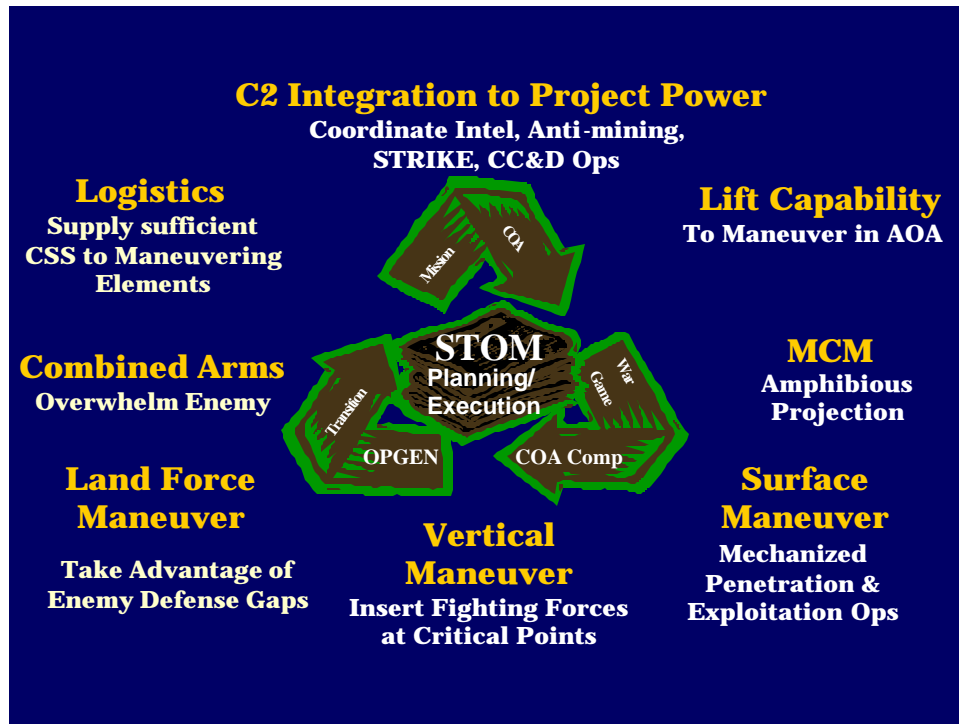 C2 Integration to Project Power
Coordinate Intel, Anti-mining,
STRIKE, CC&D Ops
Logistics
Supply sufficient
CSS to Maneuvering
Elements
Lift Capability
To Maneuver in AOA
Mission
COA
STOM
Planning/
Execution
War
Game
COA Comp
OPGEN
Transition
Combined Arms
Overwhelm Enemy
MCM
Amphibious
Projection
Land Force
Maneuver
Take Advantage of
Enemy Defense Gaps
Vertical
Maneuver
Insert Fighting Forces
at Critical Points
Surface
Maneuver
Mechanized
Penetration &
Exploitation Ops